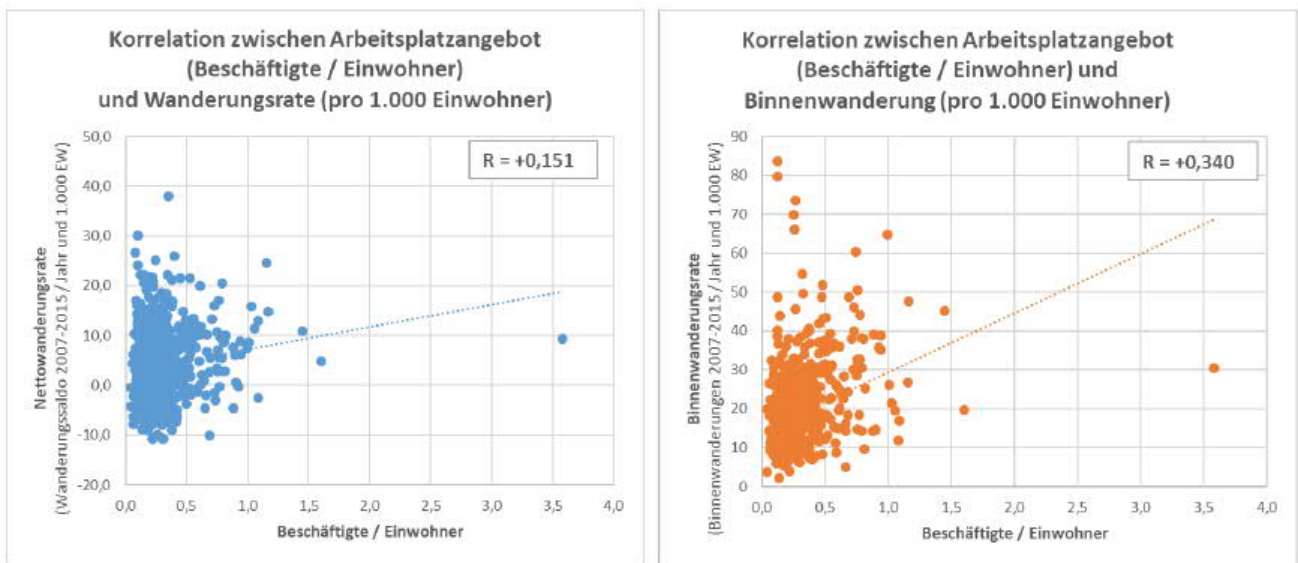 Korrelation zwischen Arbeitsplatzangebot
(Beschäftigte / Einwohner)
und Wanderungsrate (pro 1.000 Einwohner)
R = +0,151
50,0
40,0
30,0
20,0
10,0
0,0
-10,0
-20,0
Nettowanderungsrate
(Wanderungssaldo 2007-2015 / Jahr und 1.000 EW)
0,0 0,5 1,0 1,5 2,0 2,5 3,0 3,5 4,0
Beschäftigte / Einwohner
Korrelation zwischen Arbeitsplatzangebot
(Beschäftigte / Einwohner) und
Binnenwanderung (pro 1.000 Einwohner)
R = +0,340
90
80
70
60
50
40
30
20
10
0
Binnenwanderungsrate
(Binnenwanderungen 2007-2015 / Jahr und 1.000 EW)
0,0 0,5 1,0 1,5 2,0 2,5 3,0 3,5 4,0
Beschäftigte / Einwohner